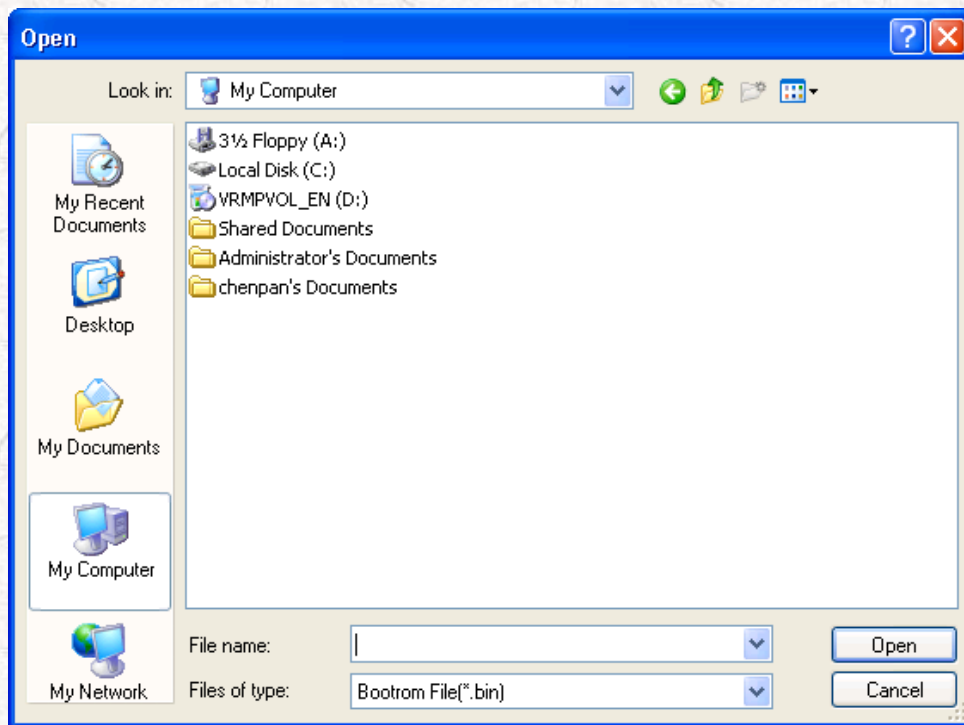 Open
Look in:
My Computer
3½ Floppy (A:)
Local Disk (C:)
VRMPVOL_EN (D:)
Shared Documents
Administrator's Documents
chenpan's Documents
My Recent
Documents
Desktop
My Documents
My Computer
My Network
File name:
Open
Files of type:
Bootrom File(*.bin)
Cancel